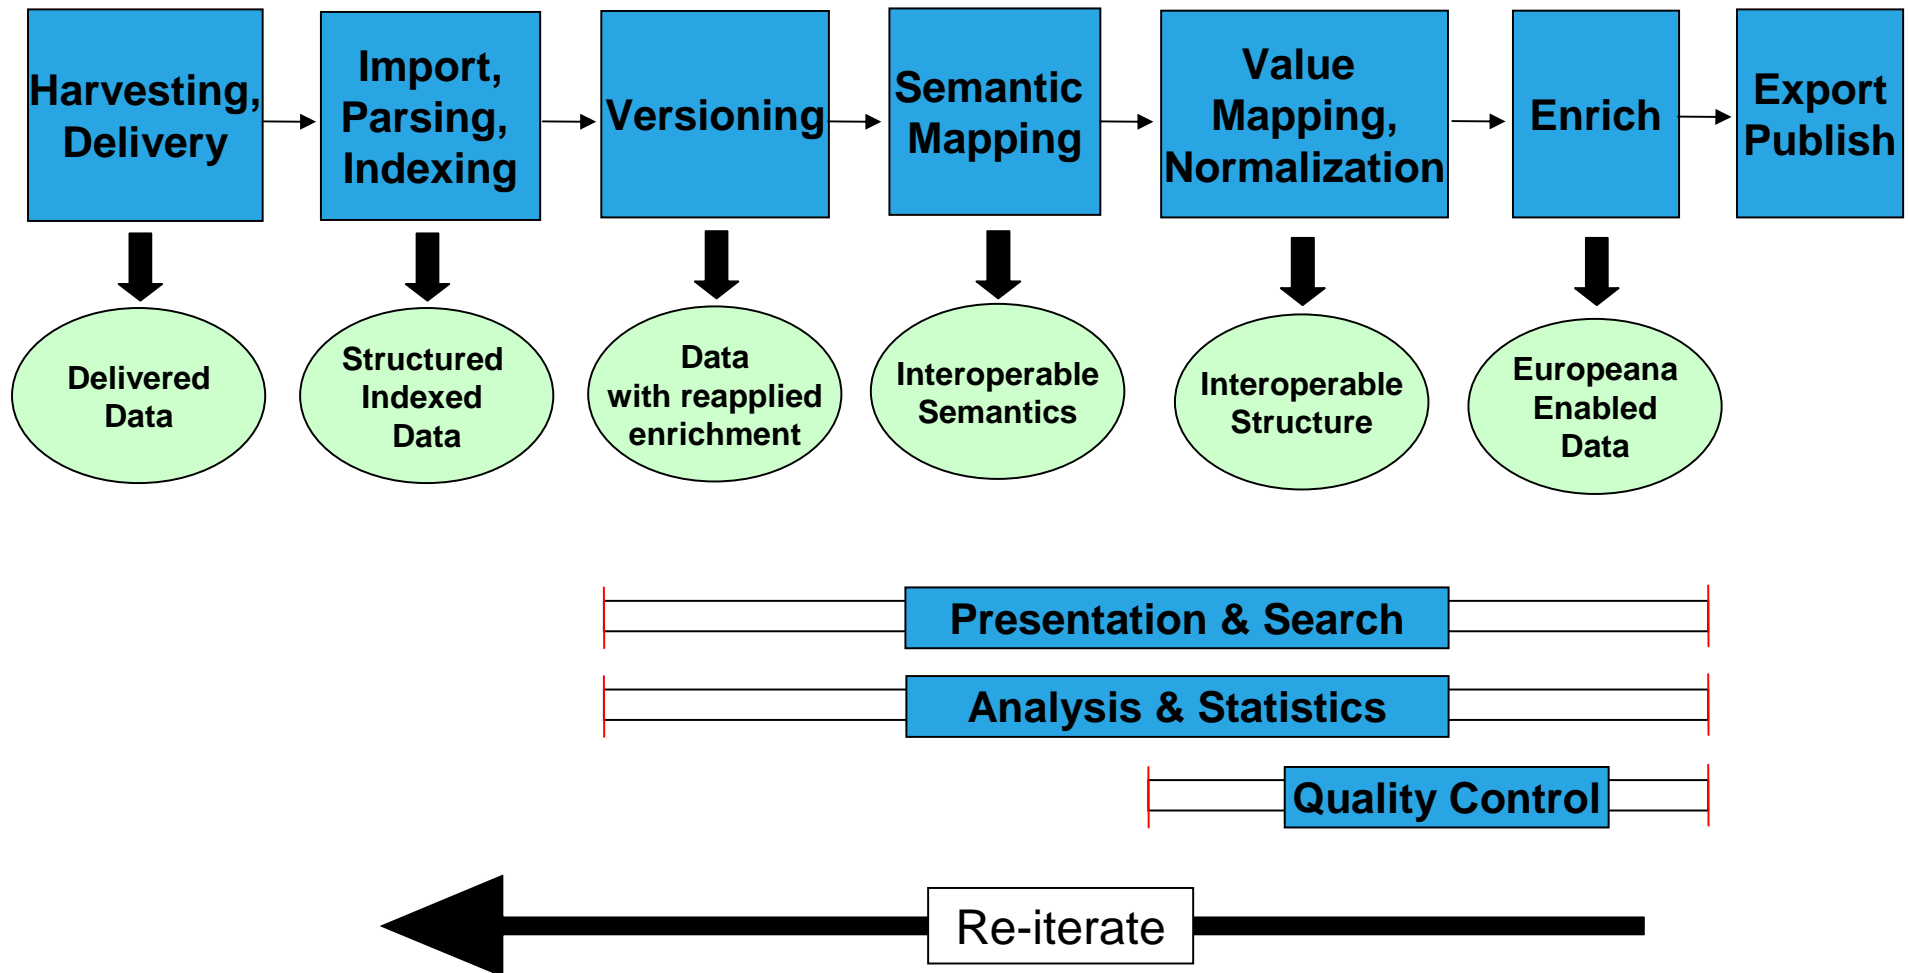 Harvesting,
Delivery
Import,
Parsing,
Indexing
Versioning
Semantic
Mapping
Value
Mapping,
Normalization
Enrich
Export
Publish
Delivered
Data
Structured
Indexed
Data
Data
with reapplied
enrichment
Interoperable
Semantics
Interoperable
Structure
Europeana
Enabled
Data
Presentation & Search
Analysis & Statistics
Quality Control
Re-iterate